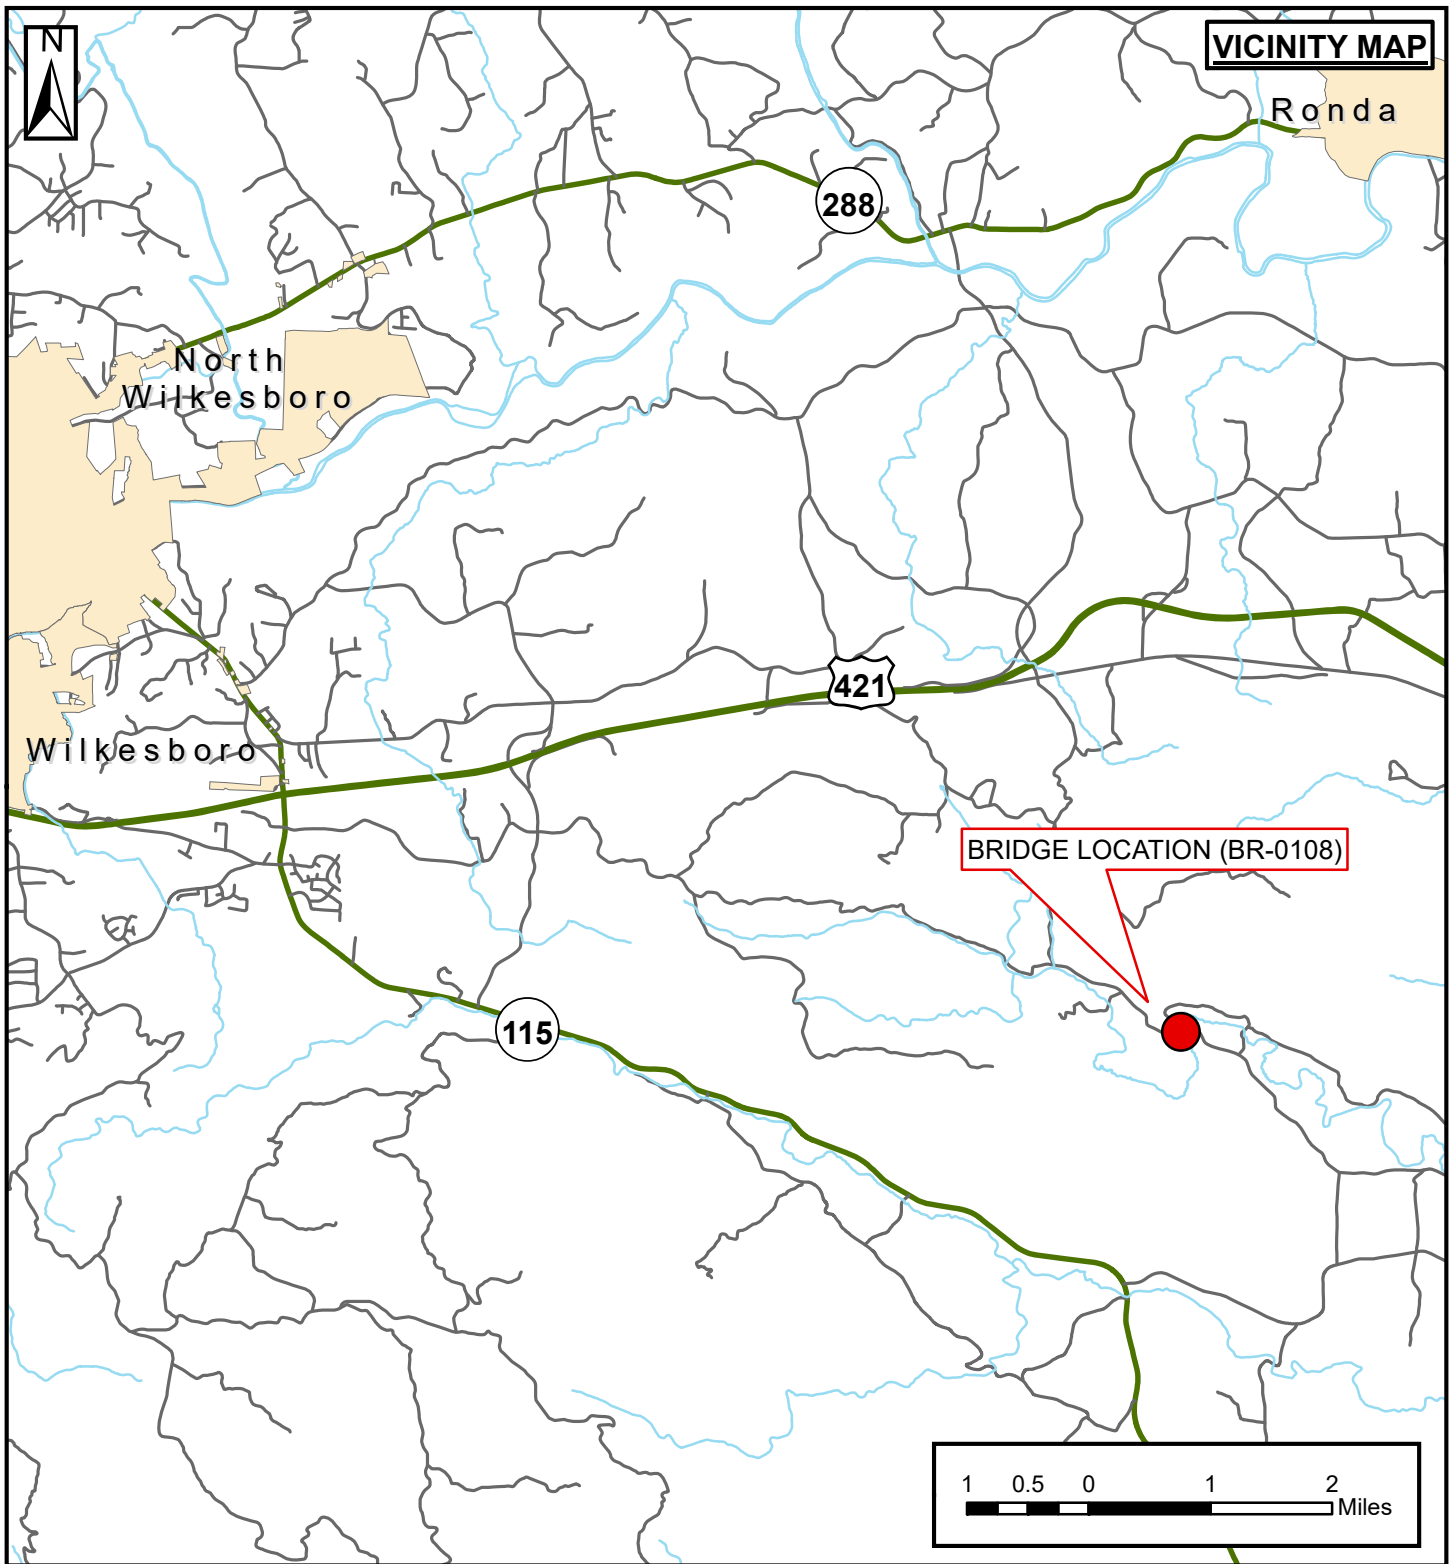 N
VICINITY MAP
Ronda
288
North
Wilkesboro
421
Wilkesboro
BRIDGE LOCATION (BR-0108)
115
1 0.5 0 1 2
Miles